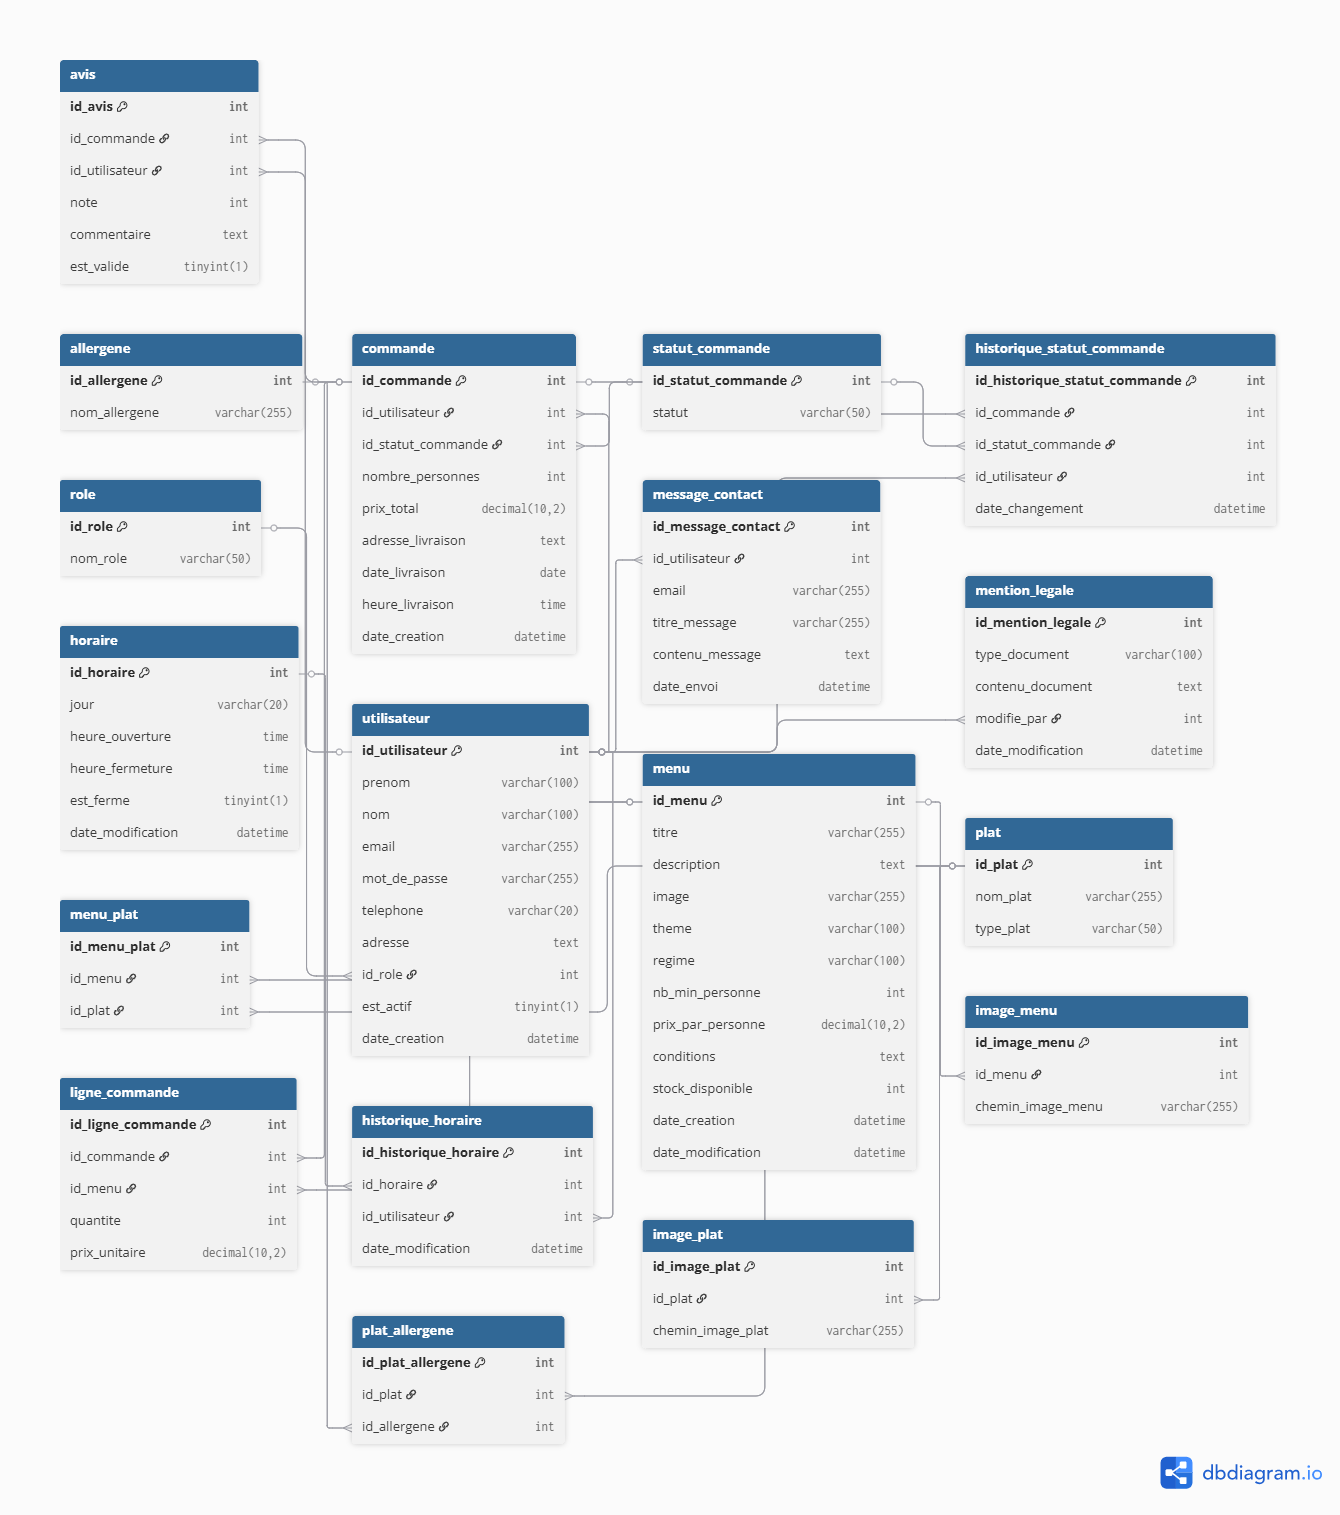 avis
id_avis int
id_commande int
id_utilisateur int
note int
commentaire text
est_valide tinyint(1)
allergene
id_allergene int
nom_allergene varchar(255)
commande
id_commande int
id_utilisateur int
id_statut_commande int
nombre_personnes int
prix_total decimal(10,2)
adresse_livraison text
date_livraison date
heure_livraison time
date_creation datetime
statut_commande
id_statut_commande int
statut varchar(50)
historique_statut_commande
id_historique_statut_commande int
id_commande int
id_statut_commande int
id_utilisateur int
date_changement datetime
role
id_role int
nom_role varchar(50)
message_contact
id_message_contact int
id_utilisateur int
email varchar(255)
titre_message varchar(255)
contenu_message text
date_envoi datetime
mention_legale
id_mention_legale int
type_document varchar(100)
contenu_document text
modifie_par int
date_modification datetime
horaire
id_horaire int
jour varchar(20)
heure_ouverture time
heure_fermeture time
est_ferme tinyint(1)
date_modification datetime
utilisateur
id_utilisateur int
prenom varchar(100)
nom varchar(100)
email varchar(255)
mot_de_passe varchar(255)
telephone varchar(20)
adresse text
id_role int
est_actif tinyint(1)
date_creation datetime
menu
id_menu int
titre varchar(255)
description text
image varchar(255)
theme varchar(100)
regime varchar(100)
nb_min_personne int
prix_par_personne decimal(10,2)
conditions text
stock_disponible int
date_creation datetime
date_modification datetime
plat
id_plat int
nom_plat varchar(255)
type_plat varchar(50)
menu_plat
id_menu_plat int
id_menu int
id_plat int
image_menu
id_image_menu int
id_menu int
chemin_image_menu varchar(255)
ligne_commande
id_ligne_commande int
id_commande int
id_menu int
quantite int
prix_unitaire decimal(10,2)
historique_horaire
id_historique_horaire int
id_horaire int
id_utilisateur int
date_modification datetime
image_plat
id_image_plat int
id_plat int
chemin_image_plat varchar(255)
plat_allergene
id_plat_allergene int
id_plat int
id_allergene int
dbdiagram.io